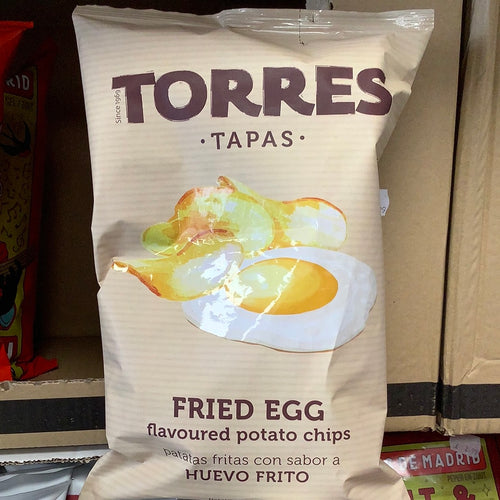 Since 1969
TORRES
· TAPAS ·
FRIED EGG
flavoured potato chips
patatas fritas con sabor a
HUEVO FRITO
DE MADRID